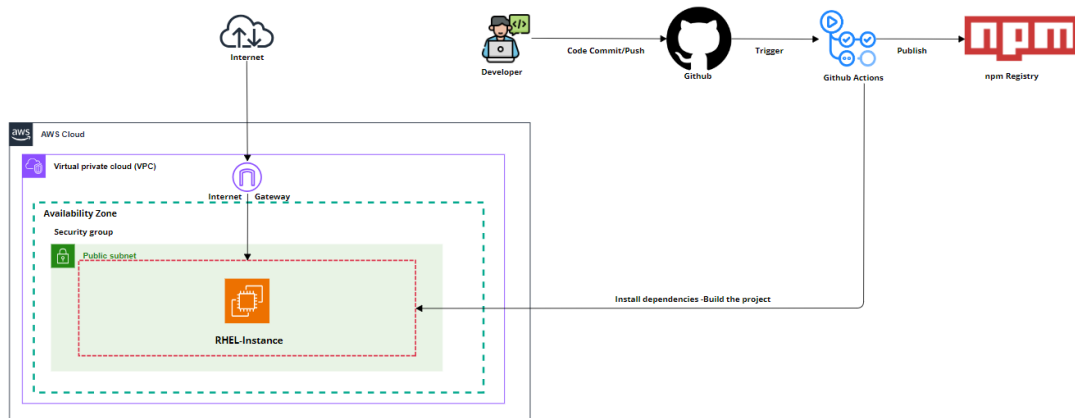 Internet
Developer
Code Commit/Push
Github
Trigger
Github Actions
Publish
npm
npm Registry
aws
AWS Cloud
Virtual private cloud (VPC)
Internet Gateway
Availability Zone
Security group
Public subnet
RHEL-Instance
Install dependencies -Build the project